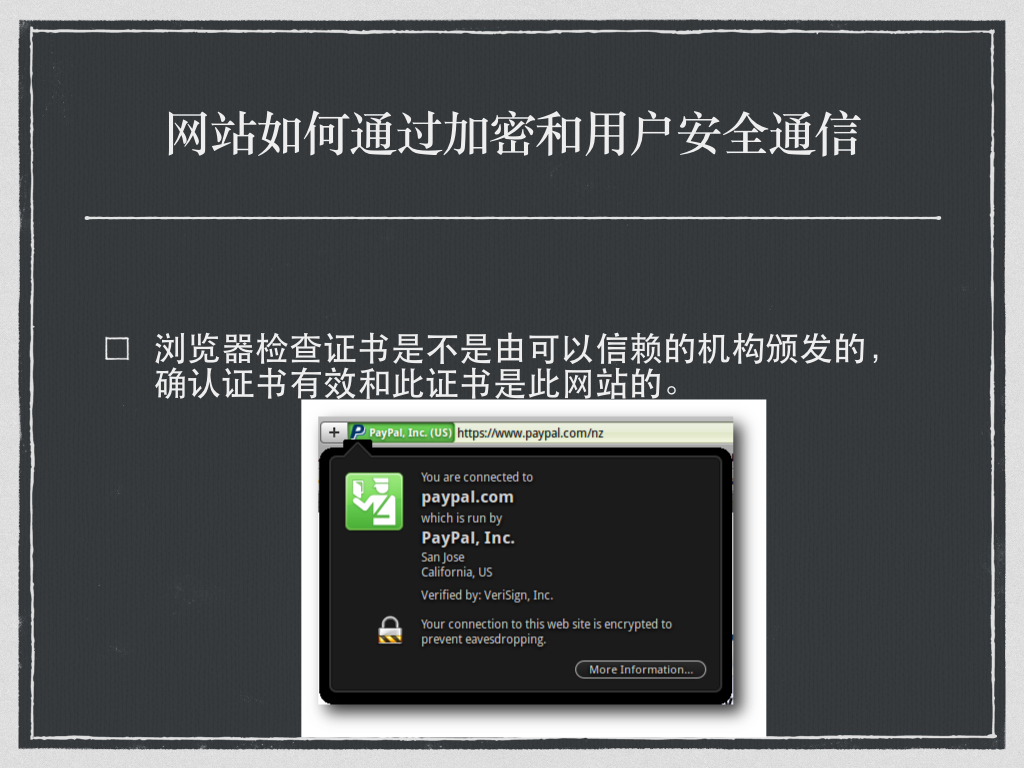 网站如何通过加密和用户安全通信
浏览器检查证书是不是由可以信赖的机构颁发的，
确认证书有效和此证书是此网站的。
+ PayPal, Inc. (US) https://www.paypal.com/nz
You are connected to
paypal.com
which is run by
PayPal, Inc.
San Jose
California, US
Verified by: VeriSign, Inc.
Your connection to this web site is encrypted to
prevent eavesdropping.
More Information...